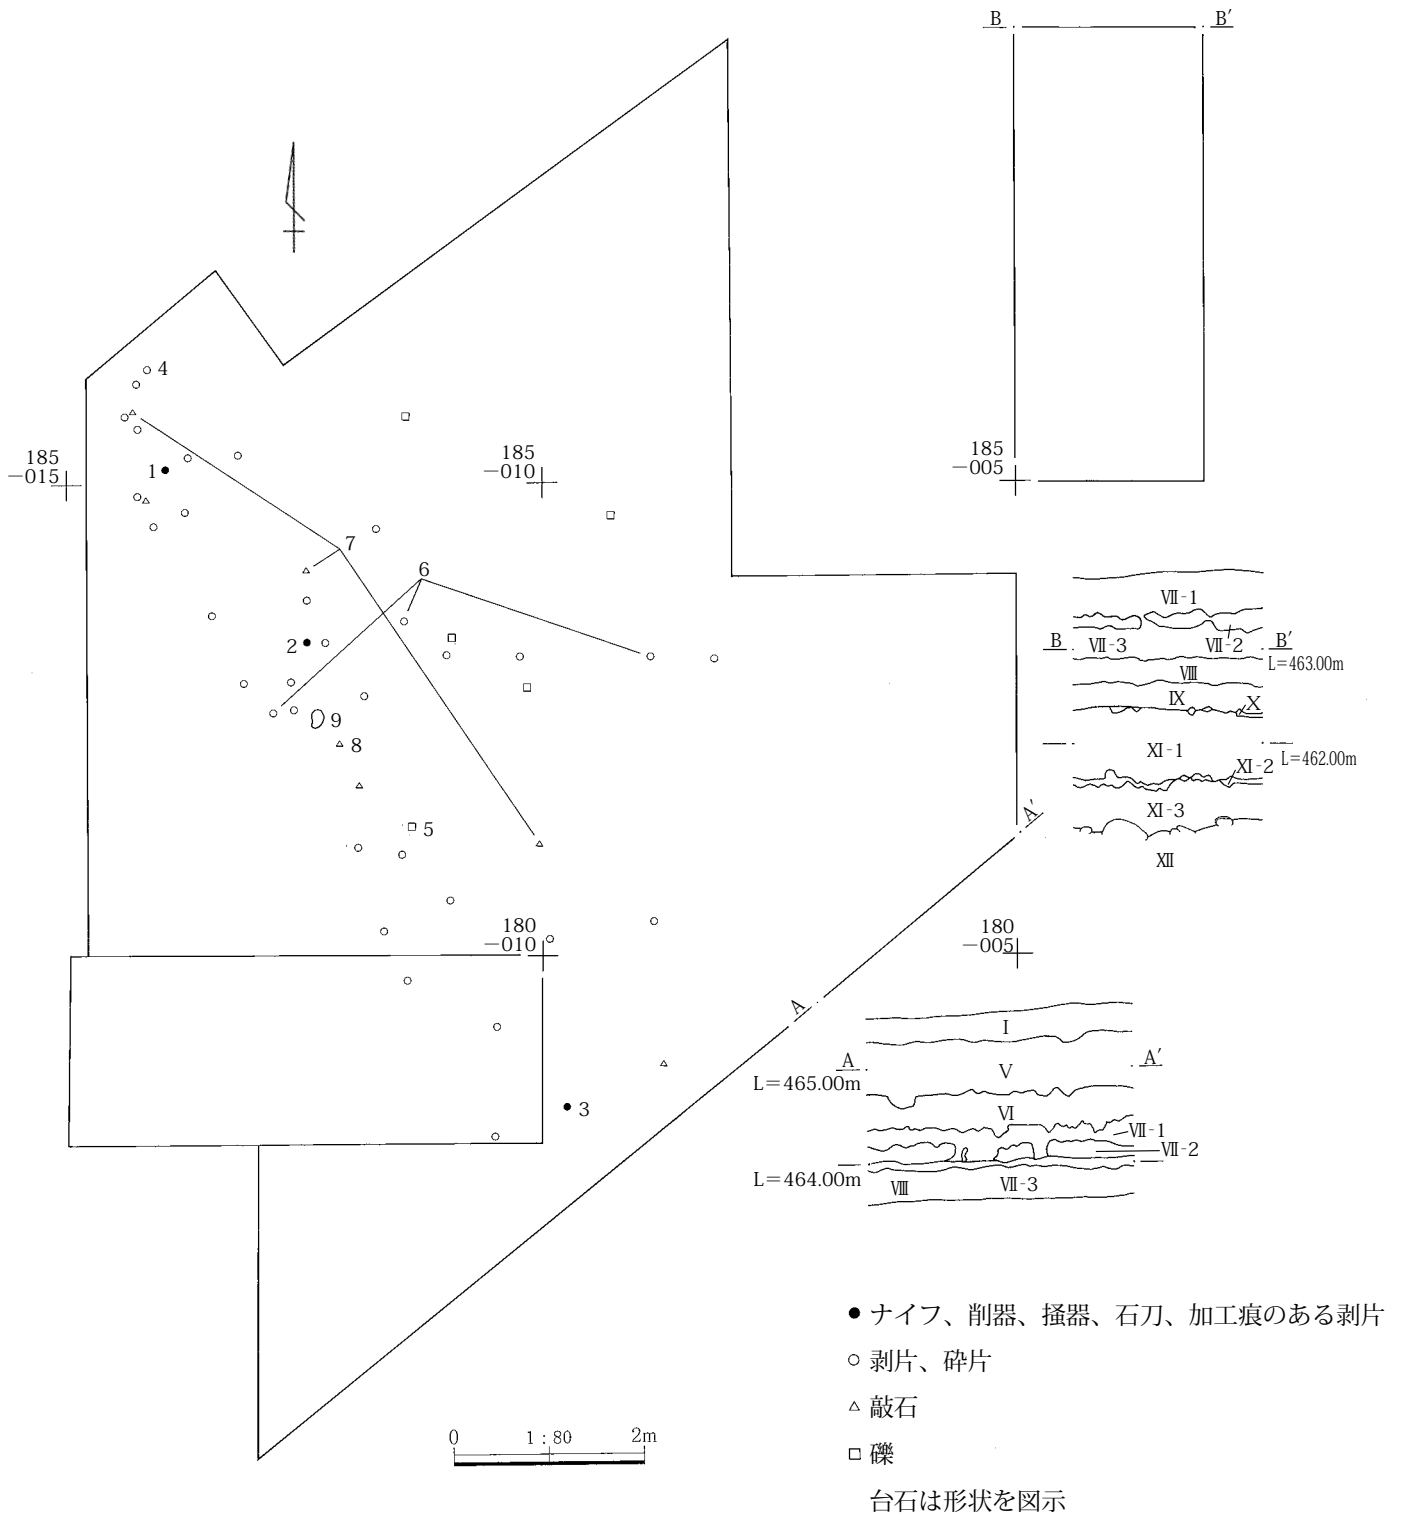 B B′
4
185
－015
1
185
－010
185
－005
7
6
2
9
8
5
Ⅶ-1
Ⅶ-3 Ⅶ-2
B B′
L＝463.00m
Ⅷ
Ⅸ Ⅹ
Ⅺ-1
L＝462.00m
Ⅺ-2
Ⅺ-3
Ⅻ
A′
180
－010
180
－005
A
Ⅰ
A A′
L＝465.00m
Ⅴ
Ⅵ
Ⅶ-1
Ⅶ-2
L＝464.00m
Ⅷ Ⅶ-3
3
● ナイフ、削器、掻器、石刀、加工痕のある剥片
○ 剥片、砕片
△ 敲石
□ 礫
台石は形状を図示
0 1：80 2m